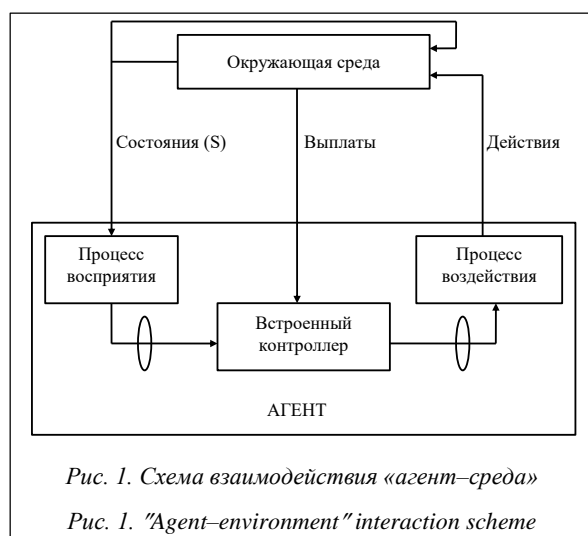 Окружающая среда
Состояния (S)
Выплаты
Действия
Процесс
восприятия
Процесс
воздействия
Встроенный
контроллер
АГЕНТ
Рис. 1. Схема взаимодействия «агент–среда»
Рис. 1. "Agent–environment" interaction scheme